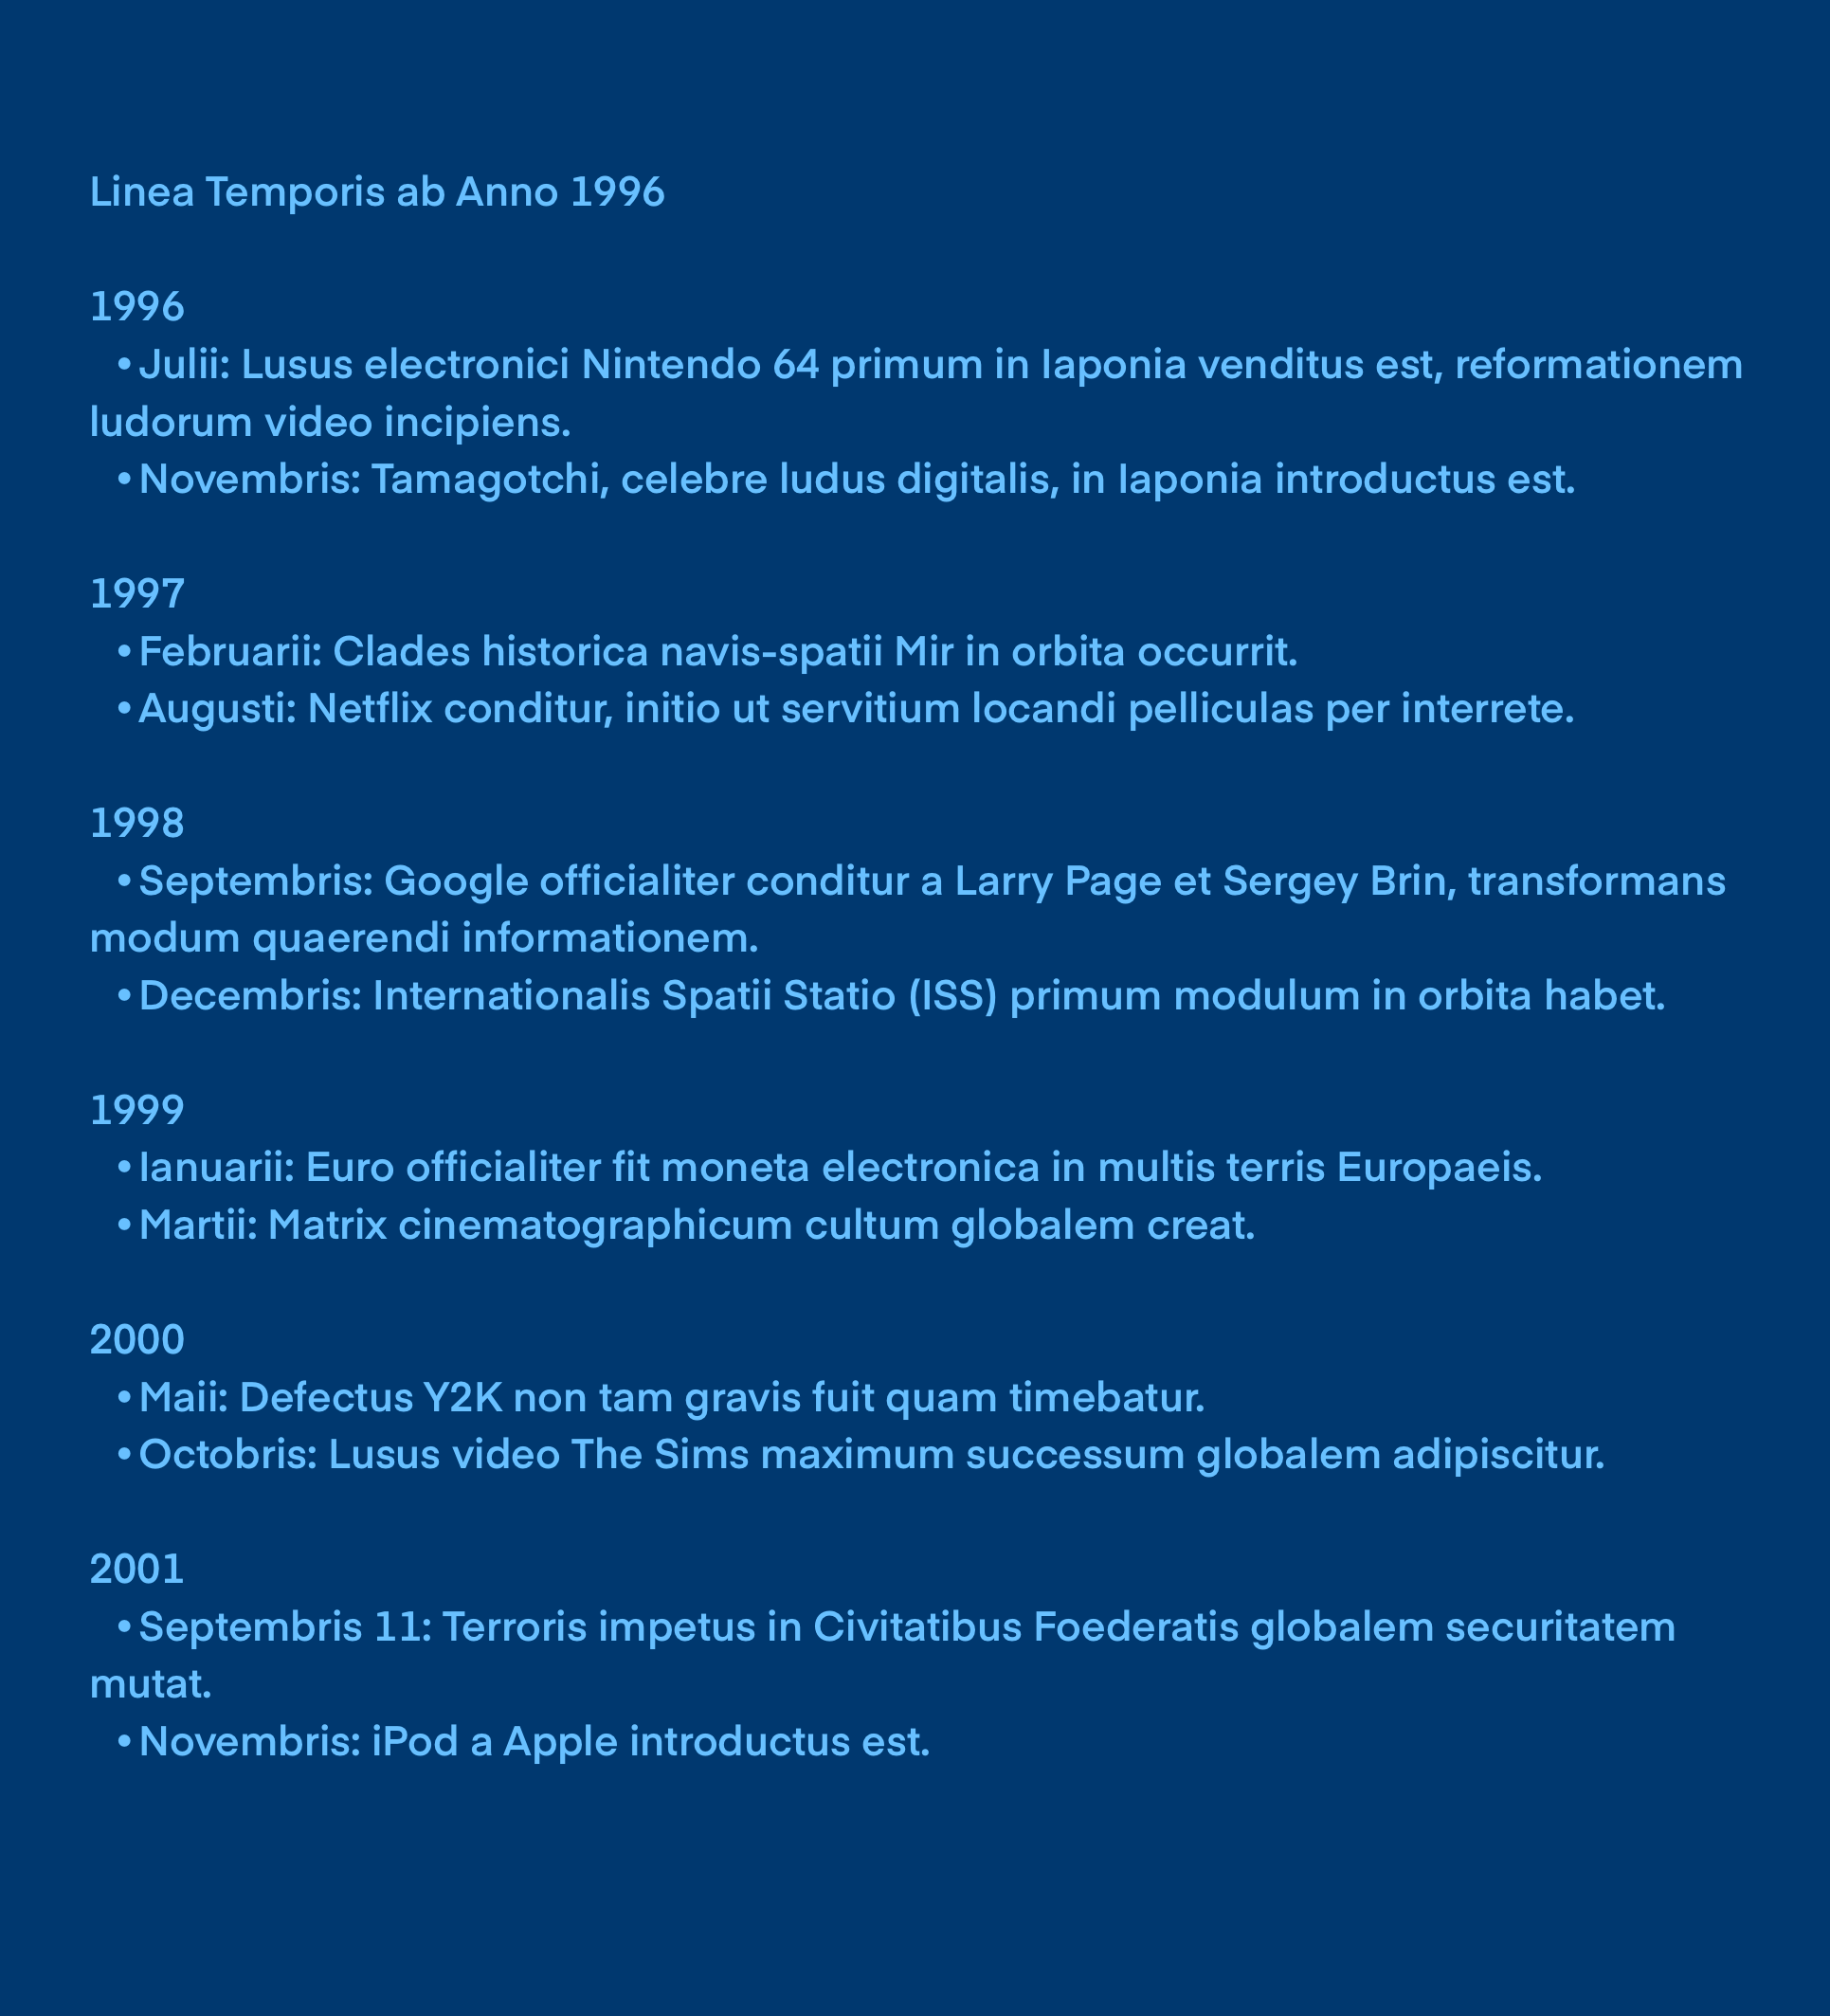 Linea Temporis ab Anno 1996
1996
•Julii: Lusus electronici Nintendo 64 primum in Iaponia venditus est, reformationem
ludorum video incipiens.
•Novembris: Tamagotchi, celebre ludus digitalis, in Iaponia introductus est.
1997
•Februarii: Clades historica navis-spatii Mir in orbita occurrit.
•Augusti: Netflix conditur, initio ut servitium locandi pelliculas per interrete.
1998
•Septembris: Google officialiter conditur a Larry Page et Sergey Brin, transformans
modum quaerendi informationem.
•Decembris: Internationalis Spatii Statio (ISS) primum modulum in orbita habet.
1999
•Ianuarii: Euro officialiter fit moneta electronica in multis terris Europaeis.
•Martii: Matrix cinematographicum cultum globalem creat.
2000
•Maii: Defectus Y2K non tam gravis fuit quam timebatur.
•Octobris: Lusus video The Sims maximum successum globalem adipiscitur.
2001
•Septembris 11: Terroris impetus in Civitatibus Foederatis globalem securitatem
mutat.
•Novembris: iPod a Apple introductus est.